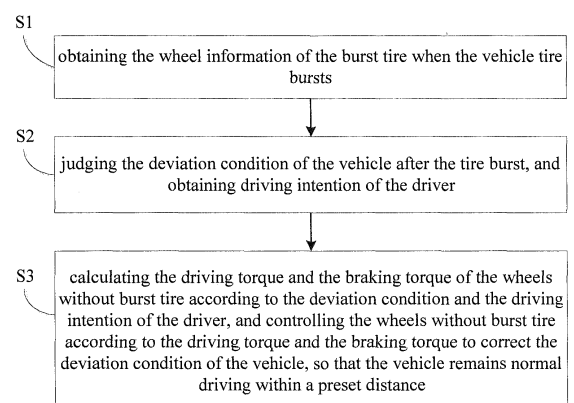 S1
obtaining the wheel information of the burst tire when the vehicle tire
bursts
S2
judging the deviation condition of the vehicle after the tire burst, and
obtaining driving intention of the driver
S3
calculating the driving torque and the braking torque of the wheels
without burst tire according to the deviation condition and the driving
intention of the driver, and controlling the wheels without burst tire
according to the driving torque and the braking torque to correct the
deviation condition of the vehicle, so that the vehicle remains normal
driving within a preset distance